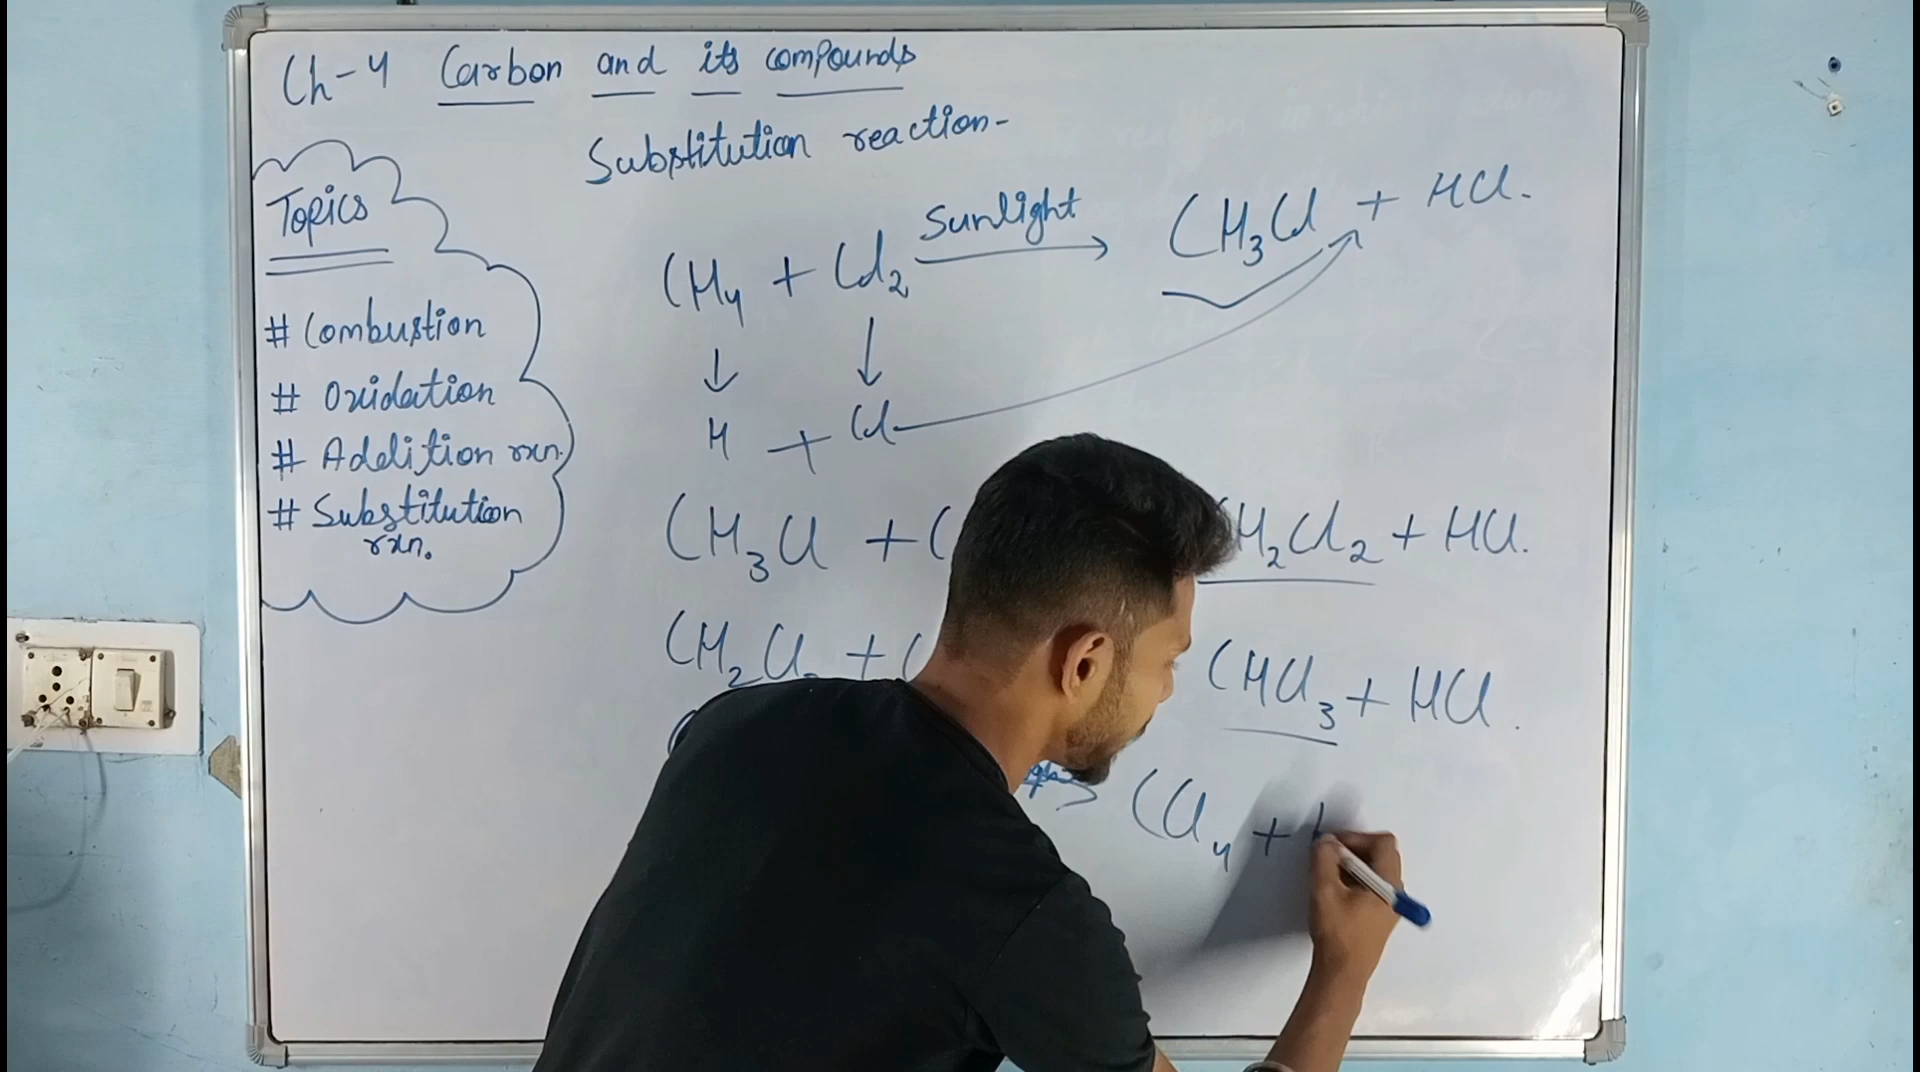 Ch-4 Carbon and its compounds
Substitution reaction-
Topics
# Combustion
# Oxidation
# Addition rxn.
# Substitution
rxn.
Sunlight
CH4 + Cl2 → CH3Cl + HCl.
↓ ↓
H + Cl
CH3Cl + C H2Cl2 + HCl.
CH2Cl2 + C CHCl3 + HCl.
CCl4 +